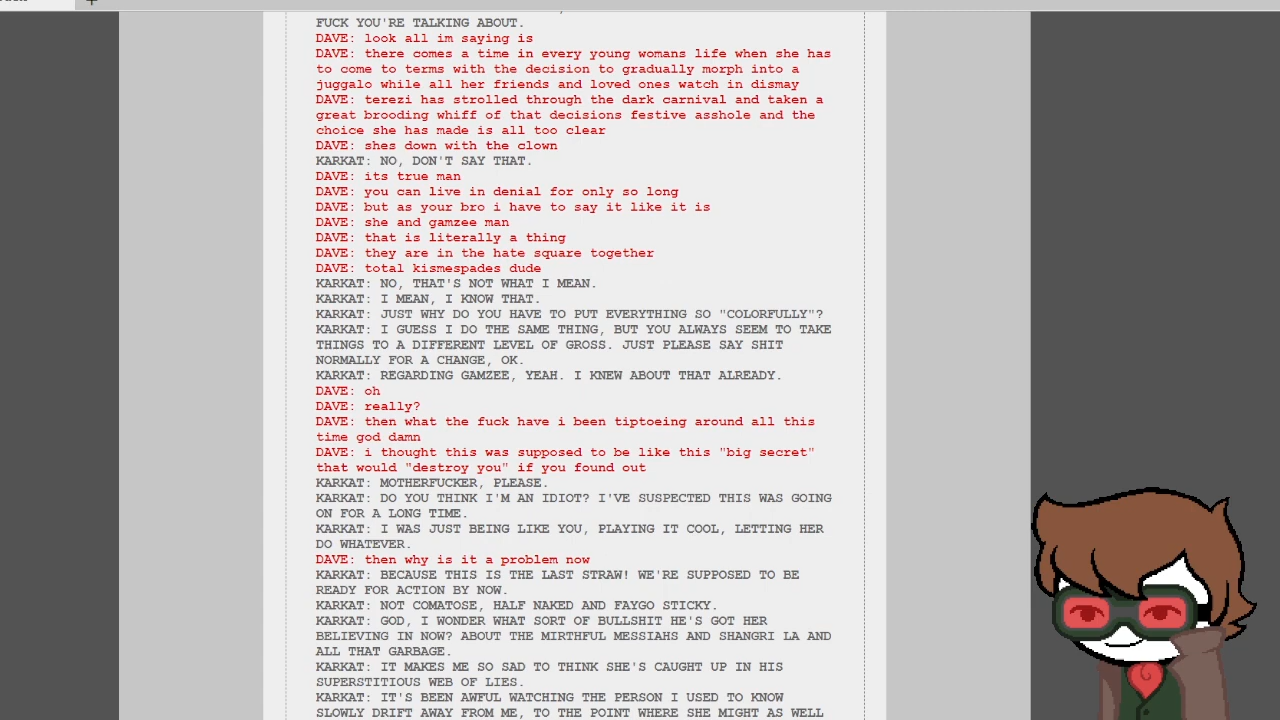 FUCK YOU'RE TALKING ABOUT.
DAVE: look all im saying is
DAVE: there comes a time in every young womans life when she has
to come to terms with the decision to gradually morph into a
juggalo while all her friends and loved ones watch in dismay
DAVE: terezi has strolled through the dark carnival and taken a
great brooding whiff of that decisions festive asshole and the
choice she has made is all too clear
DAVE: shes down with the clown
KARKAT: NO, DON'T SAY THAT.
DAVE: its true man
DAVE: you can live in denial for only so long
DAVE: but as your bro i have to say it like it is
DAVE: she and gamzee man
DAVE: that is literally a thing
DAVE: they are in the hate square together
DAVE: total kismespades dude
KARKAT: NO, THAT'S NOT WHAT I MEAN.
KARKAT: I MEAN, I KNOW THAT.
KARKAT: JUST WHY DO YOU HAVE TO PUT EVERYTHING SO "COLORFULLY"?
KARKAT: I GUESS I DO THE SAME THING, BUT YOU ALWAYS SEEM TO TAKE
THINGS TO A DIFFERENT LEVEL OF GROSS. JUST PLEASE SAY SHIT
NORMALLY FOR A CHANGE, OK.
KARKAT: REGARDING GAMZEE, YEAH. I KNEW ABOUT THAT ALREADY.
DAVE: oh
DAVE: really?
DAVE: then what the fuck have i been tiptoeing around all this
time god damn
DAVE: i thought this was supposed to be like this "big secret"
that would "destroy you" if you found out
KARKAT: MOTHERFUCKER, PLEASE.
KARKAT: DO YOU THINK I'M AN IDIOT? I'VE SUSPECTED THIS WAS GOING
ON FOR A LONG TIME.
KARKAT: I WAS JUST BEING LIKE YOU, PLAYING IT COOL, LETTING HER
DO WHATEVER.
DAVE: then why is it a problem now
KARKAT: BECAUSE THIS IS THE LAST STRAW! WE'RE SUPPOSED TO BE
READY FOR ACTION BY NOW.
KARKAT: NOT COMATOSE, HALF NAKED AND FAYGO STICKY.
KARKAT: GOD, I WONDER WHAT SORT OF BULLSHIT HE'S GOT HER
BELIEVING IN NOW? ABOUT THE MIRTHFUL MESSIAHS AND SHANGRI LA AND
ALL THAT GARBAGE.
KARKAT: IT MAKES ME SO SAD TO THINK SHE'S CAUGHT UP IN HIS
SUPERSTITIOUS WEB OF LIES.
KARKAT: IT'S BEEN AWFUL WATCHING THE PERSON I USED TO KNOW
SLOWLY DRIFT AWAY FROM ME, TO THE POINT WHERE SHE MIGHT AS WELL